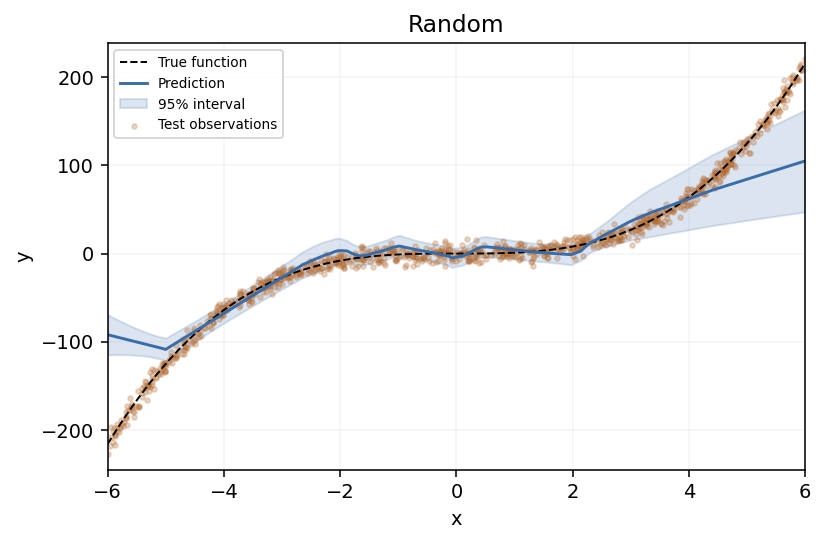 Random
True function
Prediction
95% interval
Test observations
200
100
0
−100
−200
y
−6
−4
−2
0
2
4
6
x